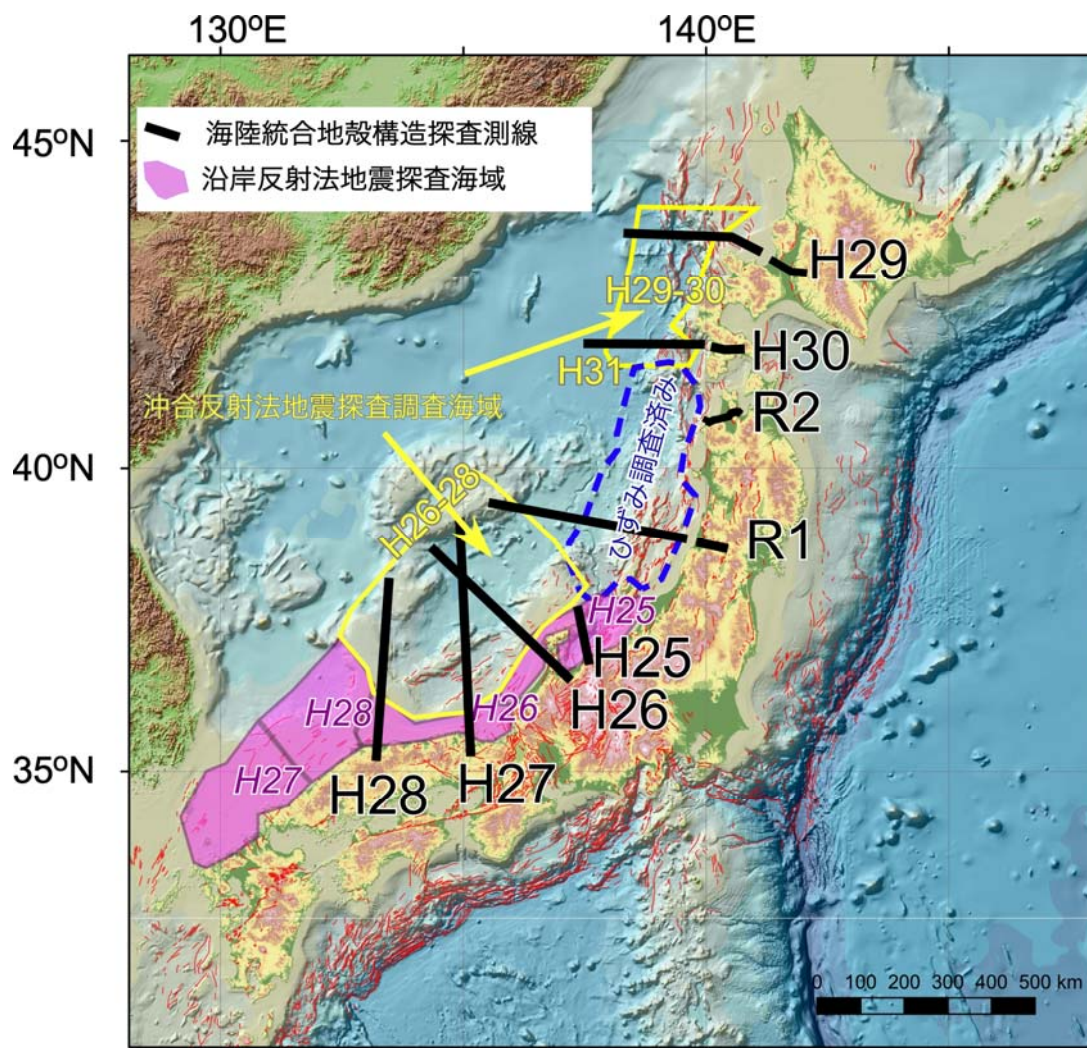 130ºE
140ºE
45ºN
40ºN
35ºN
海陸統合地殻構造探査測線
沿岸反射法地震探査海域
H29
H29-30
H30
H31
R2
沖合反射法地震探査調査海域
ひずみ調査済み
H26-28
R1
H25
H25
H26
H26
H28
H27
H28
H27
0 100 200 300 400 500 km